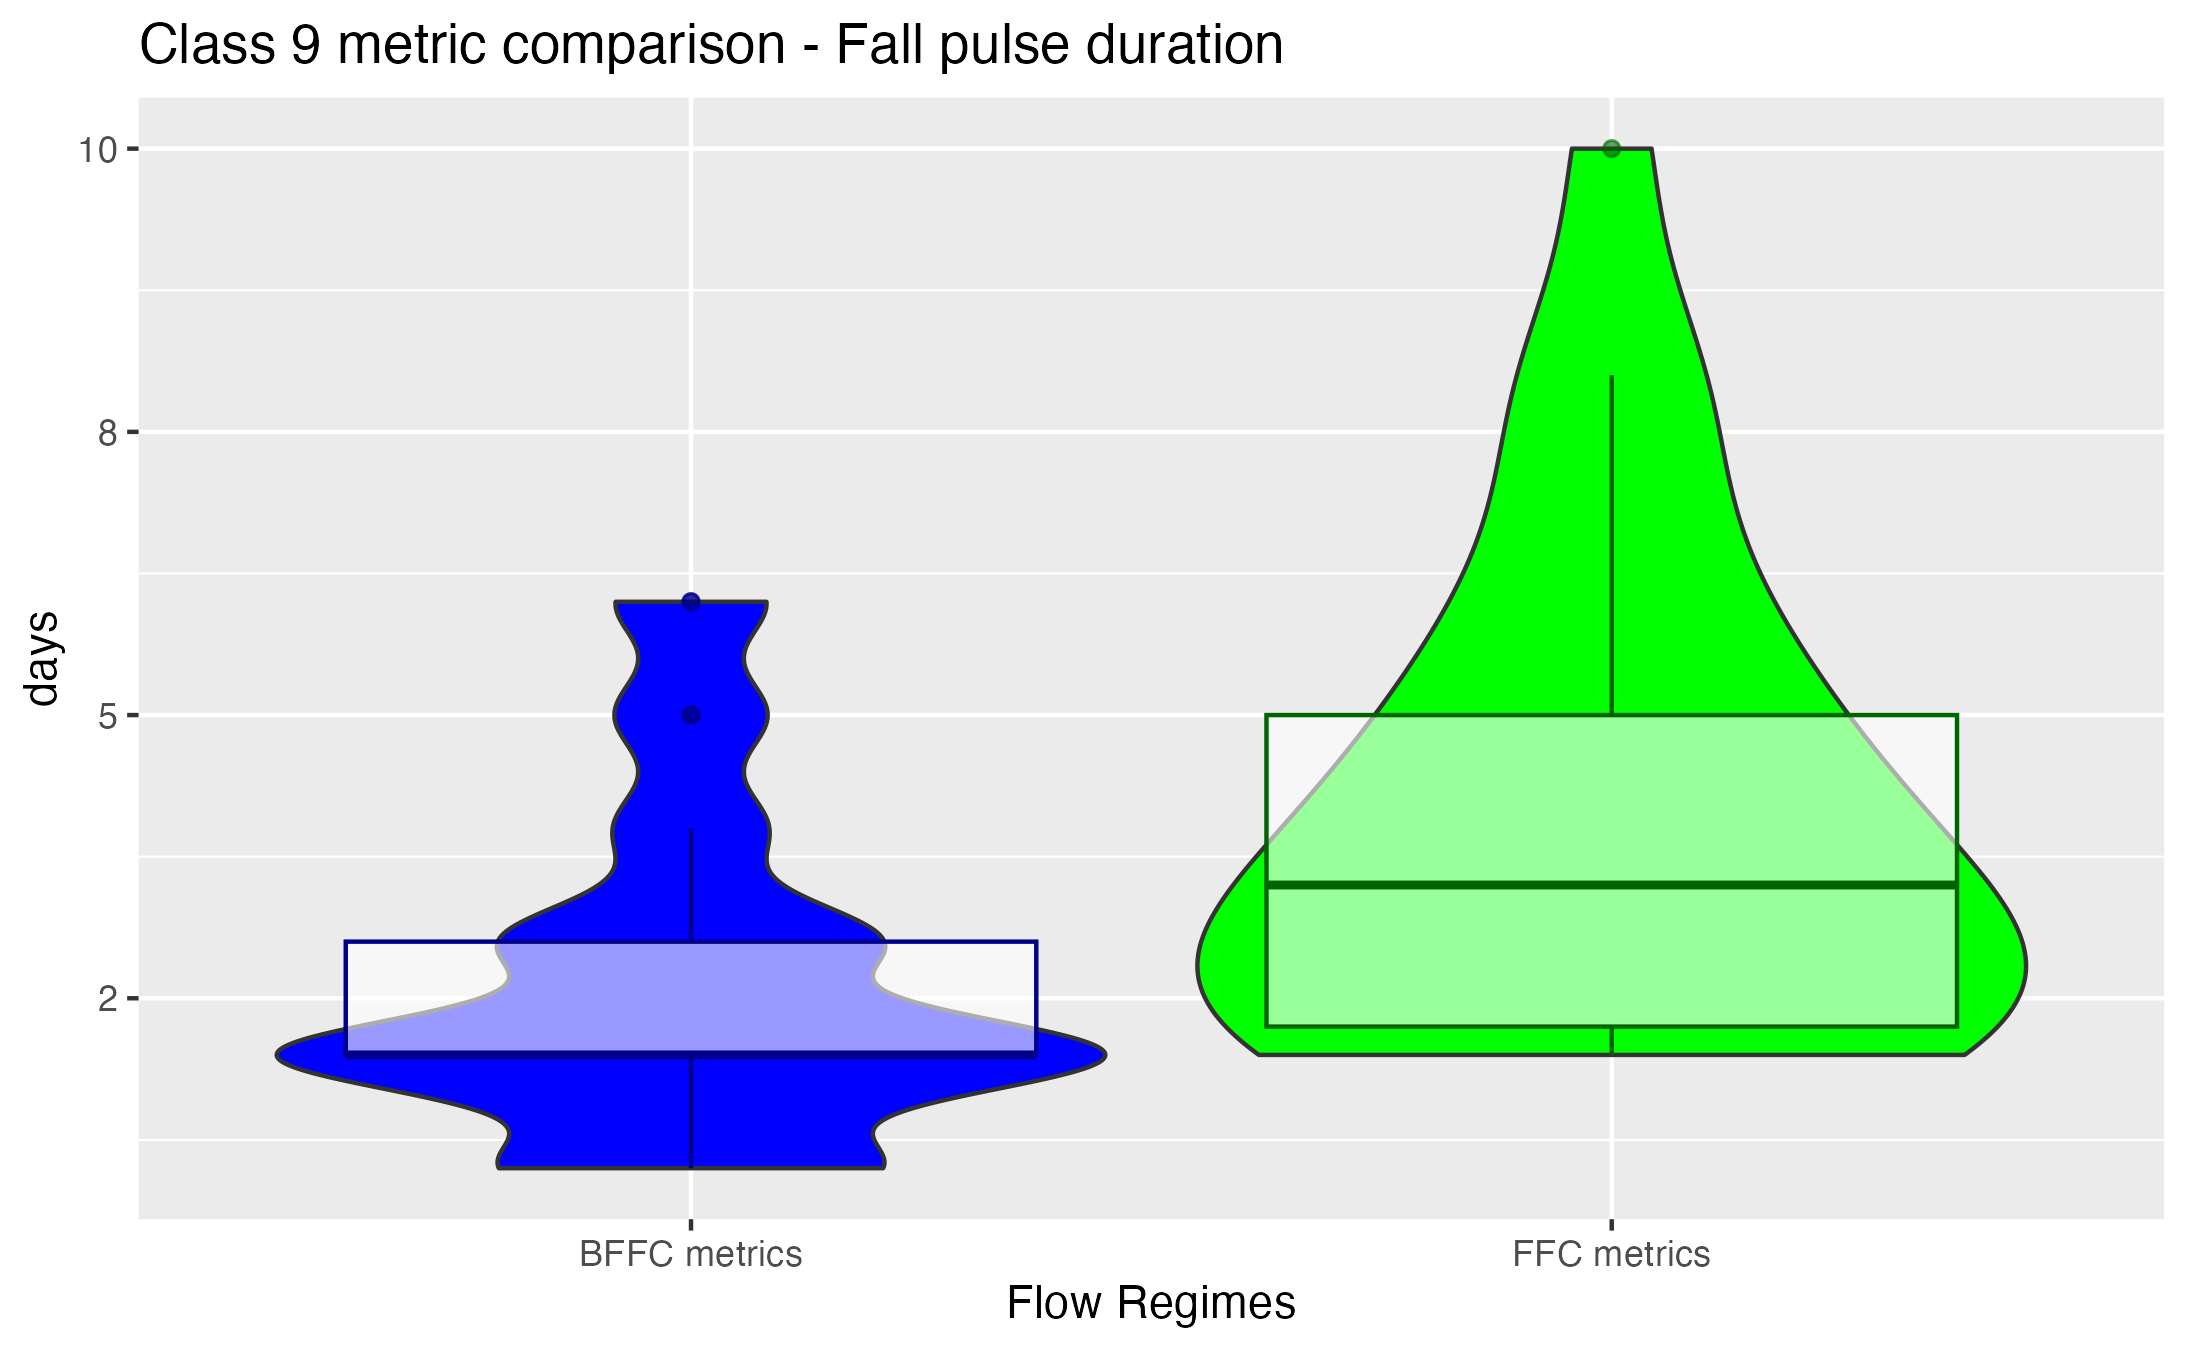 Class 9 metric comparison - Fall pulse duration
days
10
8
5
2
BFFC metrics
FFC metrics
Flow Regimes